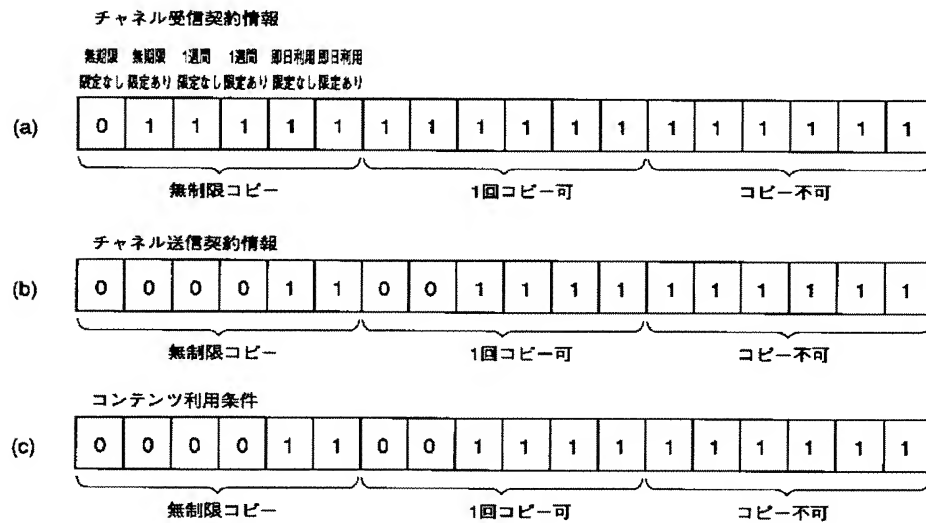 チャネル受信契約情報
無期限 無期限 1週間 1週間 即日利用 即日利用
限定なし 限定あり 限定なし 限定あり 限定なし 限定あり
(a) 0 1 1 1 1 1 1 1 1 1 1 1 1 1 1 1 1 1
無制限コピー 1回コピー可 コピー不可
チャネル送信契約情報
(b) 0 0 0 0 1 1 0 0 1 1 1 1 1 1 1 1 1 1
無制限コピー 1回コピー可 コピー不可
コンテンツ利用条件
(c) 0 0 0 0 1 1 0 0 1 1 1 1 1 1 1 1 1 1
無制限コピー 1回コピー可 コピー不可